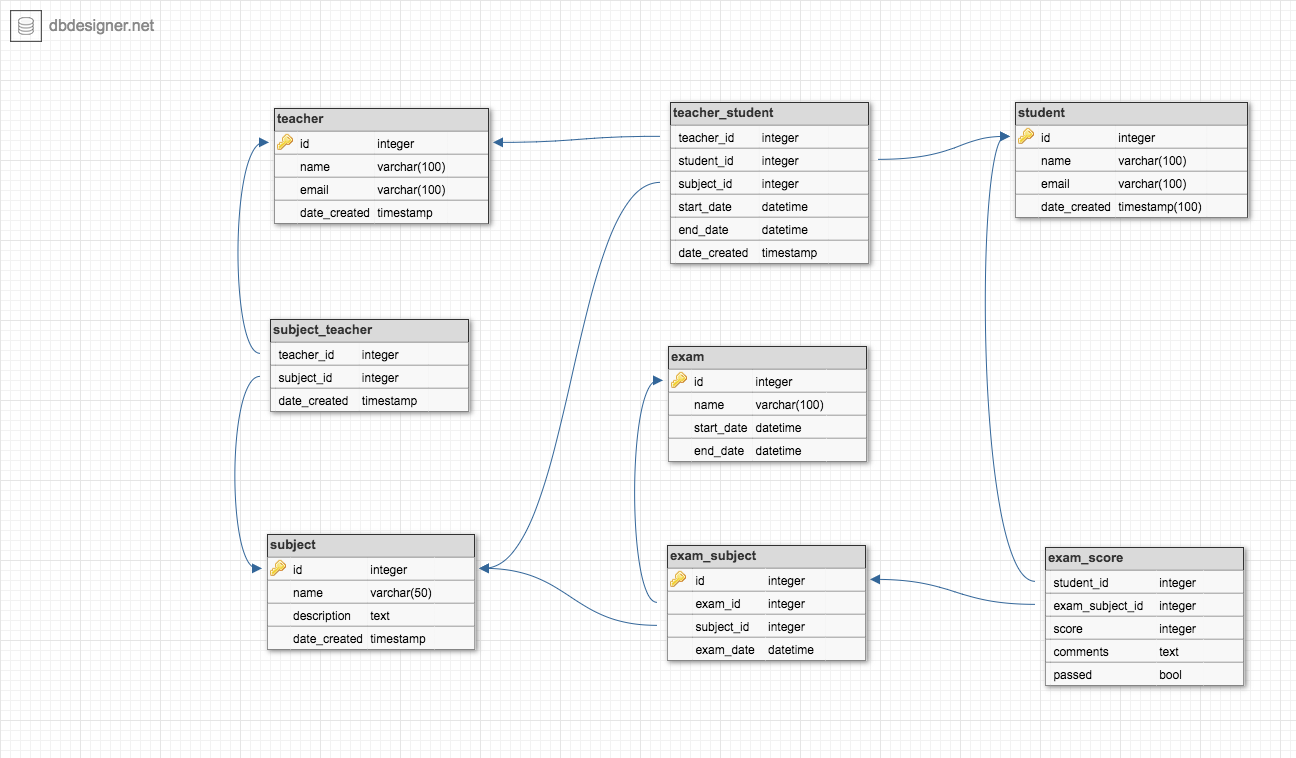 dbdesigner.net
teacher
id integer
name varchar(100)
email varchar(100)
date_created timestamp
teacher_student
teacher_id integer
student_id integer
subject_id integer
start_date datetime
end_date datetime
date_created timestamp
student
id integer
name varchar(100)
email varchar(100)
date_created timestamp(100)
subject_teacher
teacher_id integer
subject_id integer
date_created timestamp
exam
id integer
name varchar(100)
start_date datetime
end_date datetime
subject
id integer
name varchar(50)
description text
date_created timestamp
exam_subject
id integer
exam_id integer
subject_id integer
exam_date datetime
exam_score
student_id integer
exam_subject_id integer
score integer
comments text
passed bool